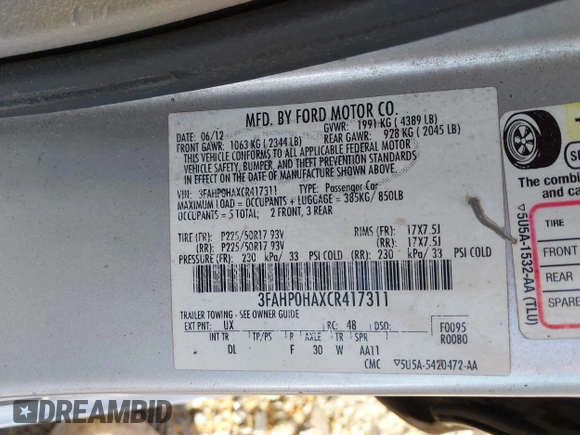 MFD. BY FORD MOTOR CO.
DATE: 06/12 GVWR: 1991 KG ( 4389 LB)
FRONT GAWR: 1063 KG ( 2344 LB) REAR GAWR: 928 KG ( 2045 LB)
THIS VEHICLE CONFORMS TO ALL APPLICABLE FEDERAL MOTOR
VEHICLE SAFETY, BUMPER, AND THEFT PREVENTION STANDARDS
IN EFFECT ON THE DATE OF MANUFACTURE SHOWN ABOVE.
VIN: 3FAHP0HAXCR417311 TYPE: Passenger Car
MAXIMUM LOAD = OCCUPANTS + LUGGAGE = 385KG/ 850LB
OCCUPANTS = 5 TOTAL; 2 FRONT, 3 REAR
TIRE (FR): P225/50R17 93V RIMS (FR): 17X7.5J
(RR): P225/50R17 93V (RR): 17X7.5J
PRESSURE (FR): 230 kPa/ 33 PSI COLD (RR): 230 kPa/ 33 PSI COLD
3FAHP0HAXCR417311
TRAILER TOWING - SEE OWNER GUIDE
EXT PNT: UX RC: 48 DSO: F0095
R0080
INT TR TP/PS R AXLE TR SPR
DL F 30 W AA11
CMC ▽5U5A-5420472-AA
▽5U5A-1532-AA (TLU)
The combin
and ca
TIRE
FRONT
REAR
SPARE
DREAMBID